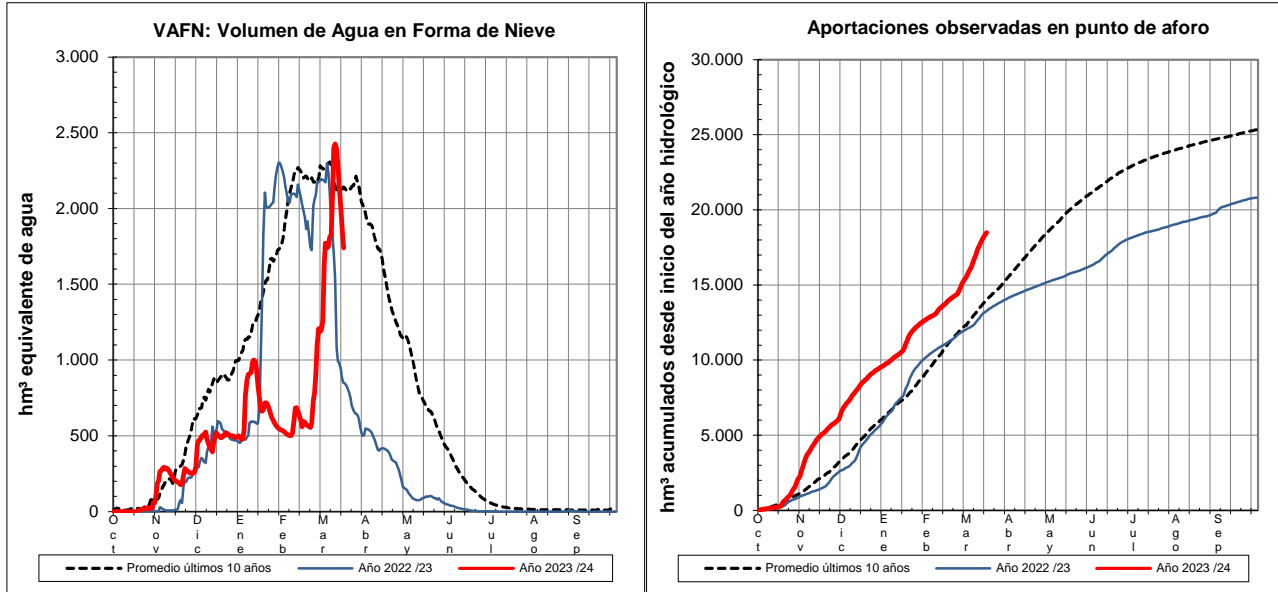 VAFN: Volumen de Agua en Forma de Nieve
hm³ equivalente de agua
3.000
2.500
2.000
1.500
1.000
500
0
Oct
Nov
Dic
Ene
Feb
Mar
Abr
May
Jun
Jul
Ago
Sep
Promedio últimos 10 años
Año 2022 /23
Año 2023 /24
Aportaciones observadas en punto de aforo
hm³ acumulados desde inicio del año hidrológico
30.000
25.000
20.000
15.000
10.000
5.000
0
Oct
Nov
Dic
Ene
Feb
Mar
Abr
May
Jun
Jul
Ago
Sep
Promedio últimos 10 años
Año 2022 /23
Año 2023 /24